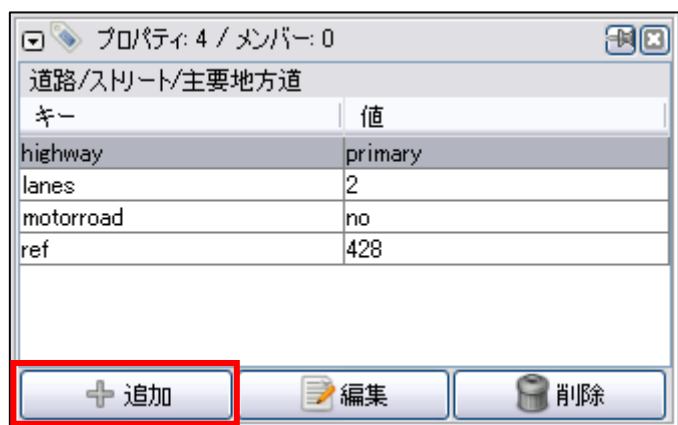 プロパティ: 4 / メンバー: 0
道路/ストリート/主要地方道
キー 値
highway primary
lanes 2
motorroad no
ref 428
追加 編集 削除